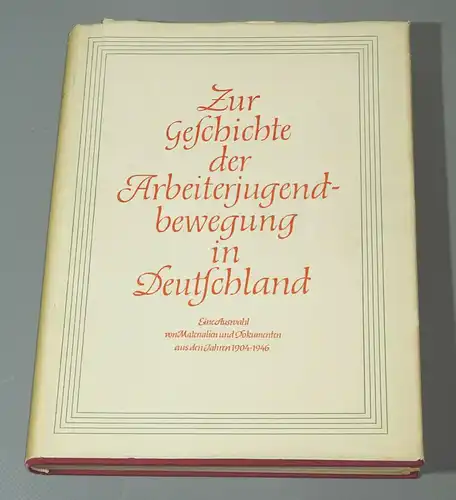 Zur
Geſchichte
der
Arbeiterjugend-
bewegung
in
Deutſchland
Eine Auswahl
von Materialien und Dokumenten
aus den Jahren 1904-1946